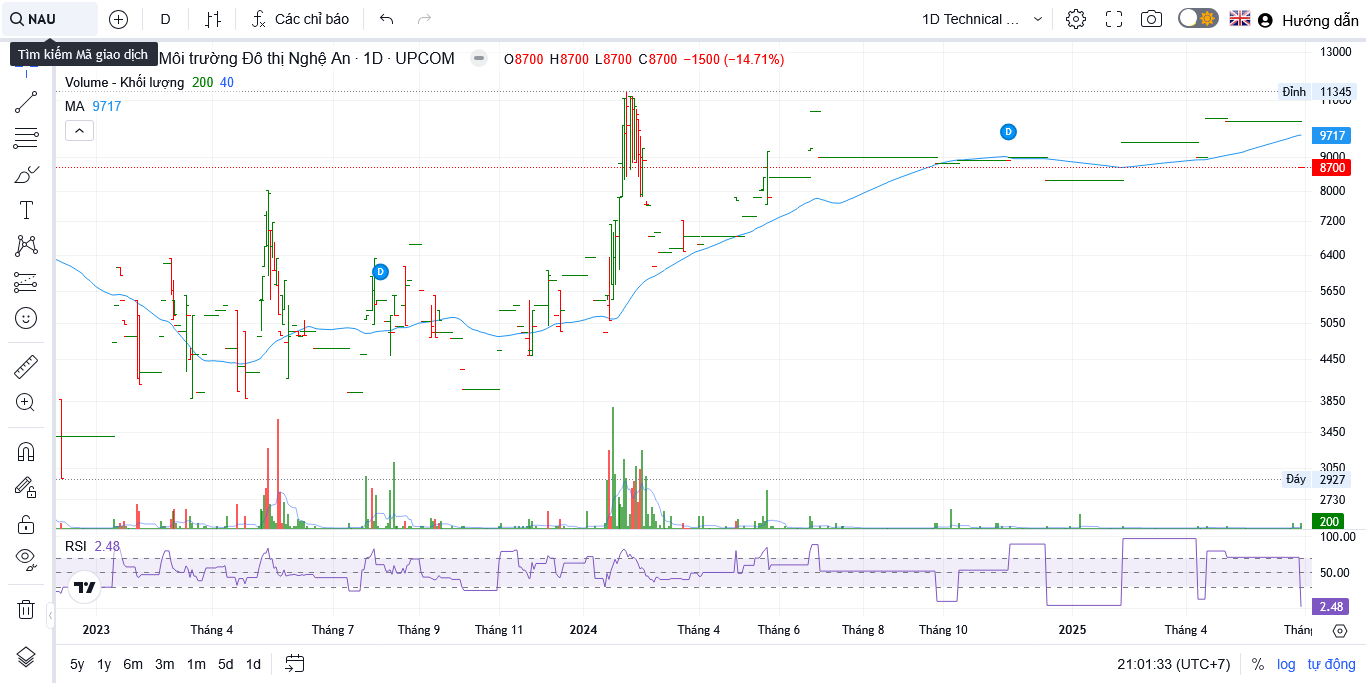 NAU
D
Các chỉ báo
1D Technical ...
Hướng dẫn
Tìm kiếm Mã giao dịch
Môi trường Đô thị Nghệ An · 1D · UPCOM
O8700 H8700 L8700 C8700 −1500 (−14.71%)
Volume - Khối lượng 200 40
MA 9717
13000
Đỉnh 11345
11000
9717
9000
8700
8000
7200
6400
5650
5050
4450
3850
3450
3050
Đáy 2927
2730
200
D
D
RSI 2.48
100.00
50.00
2.48
2023 Tháng 4 Tháng 7 Tháng 9 Tháng 11 2024 Tháng 4 Tháng 6 Tháng 8 Tháng 10 2025 Tháng 4
5y 1y 6m 3m 1m 5d 1d
21:01:33 (UTC+7) % log tự động